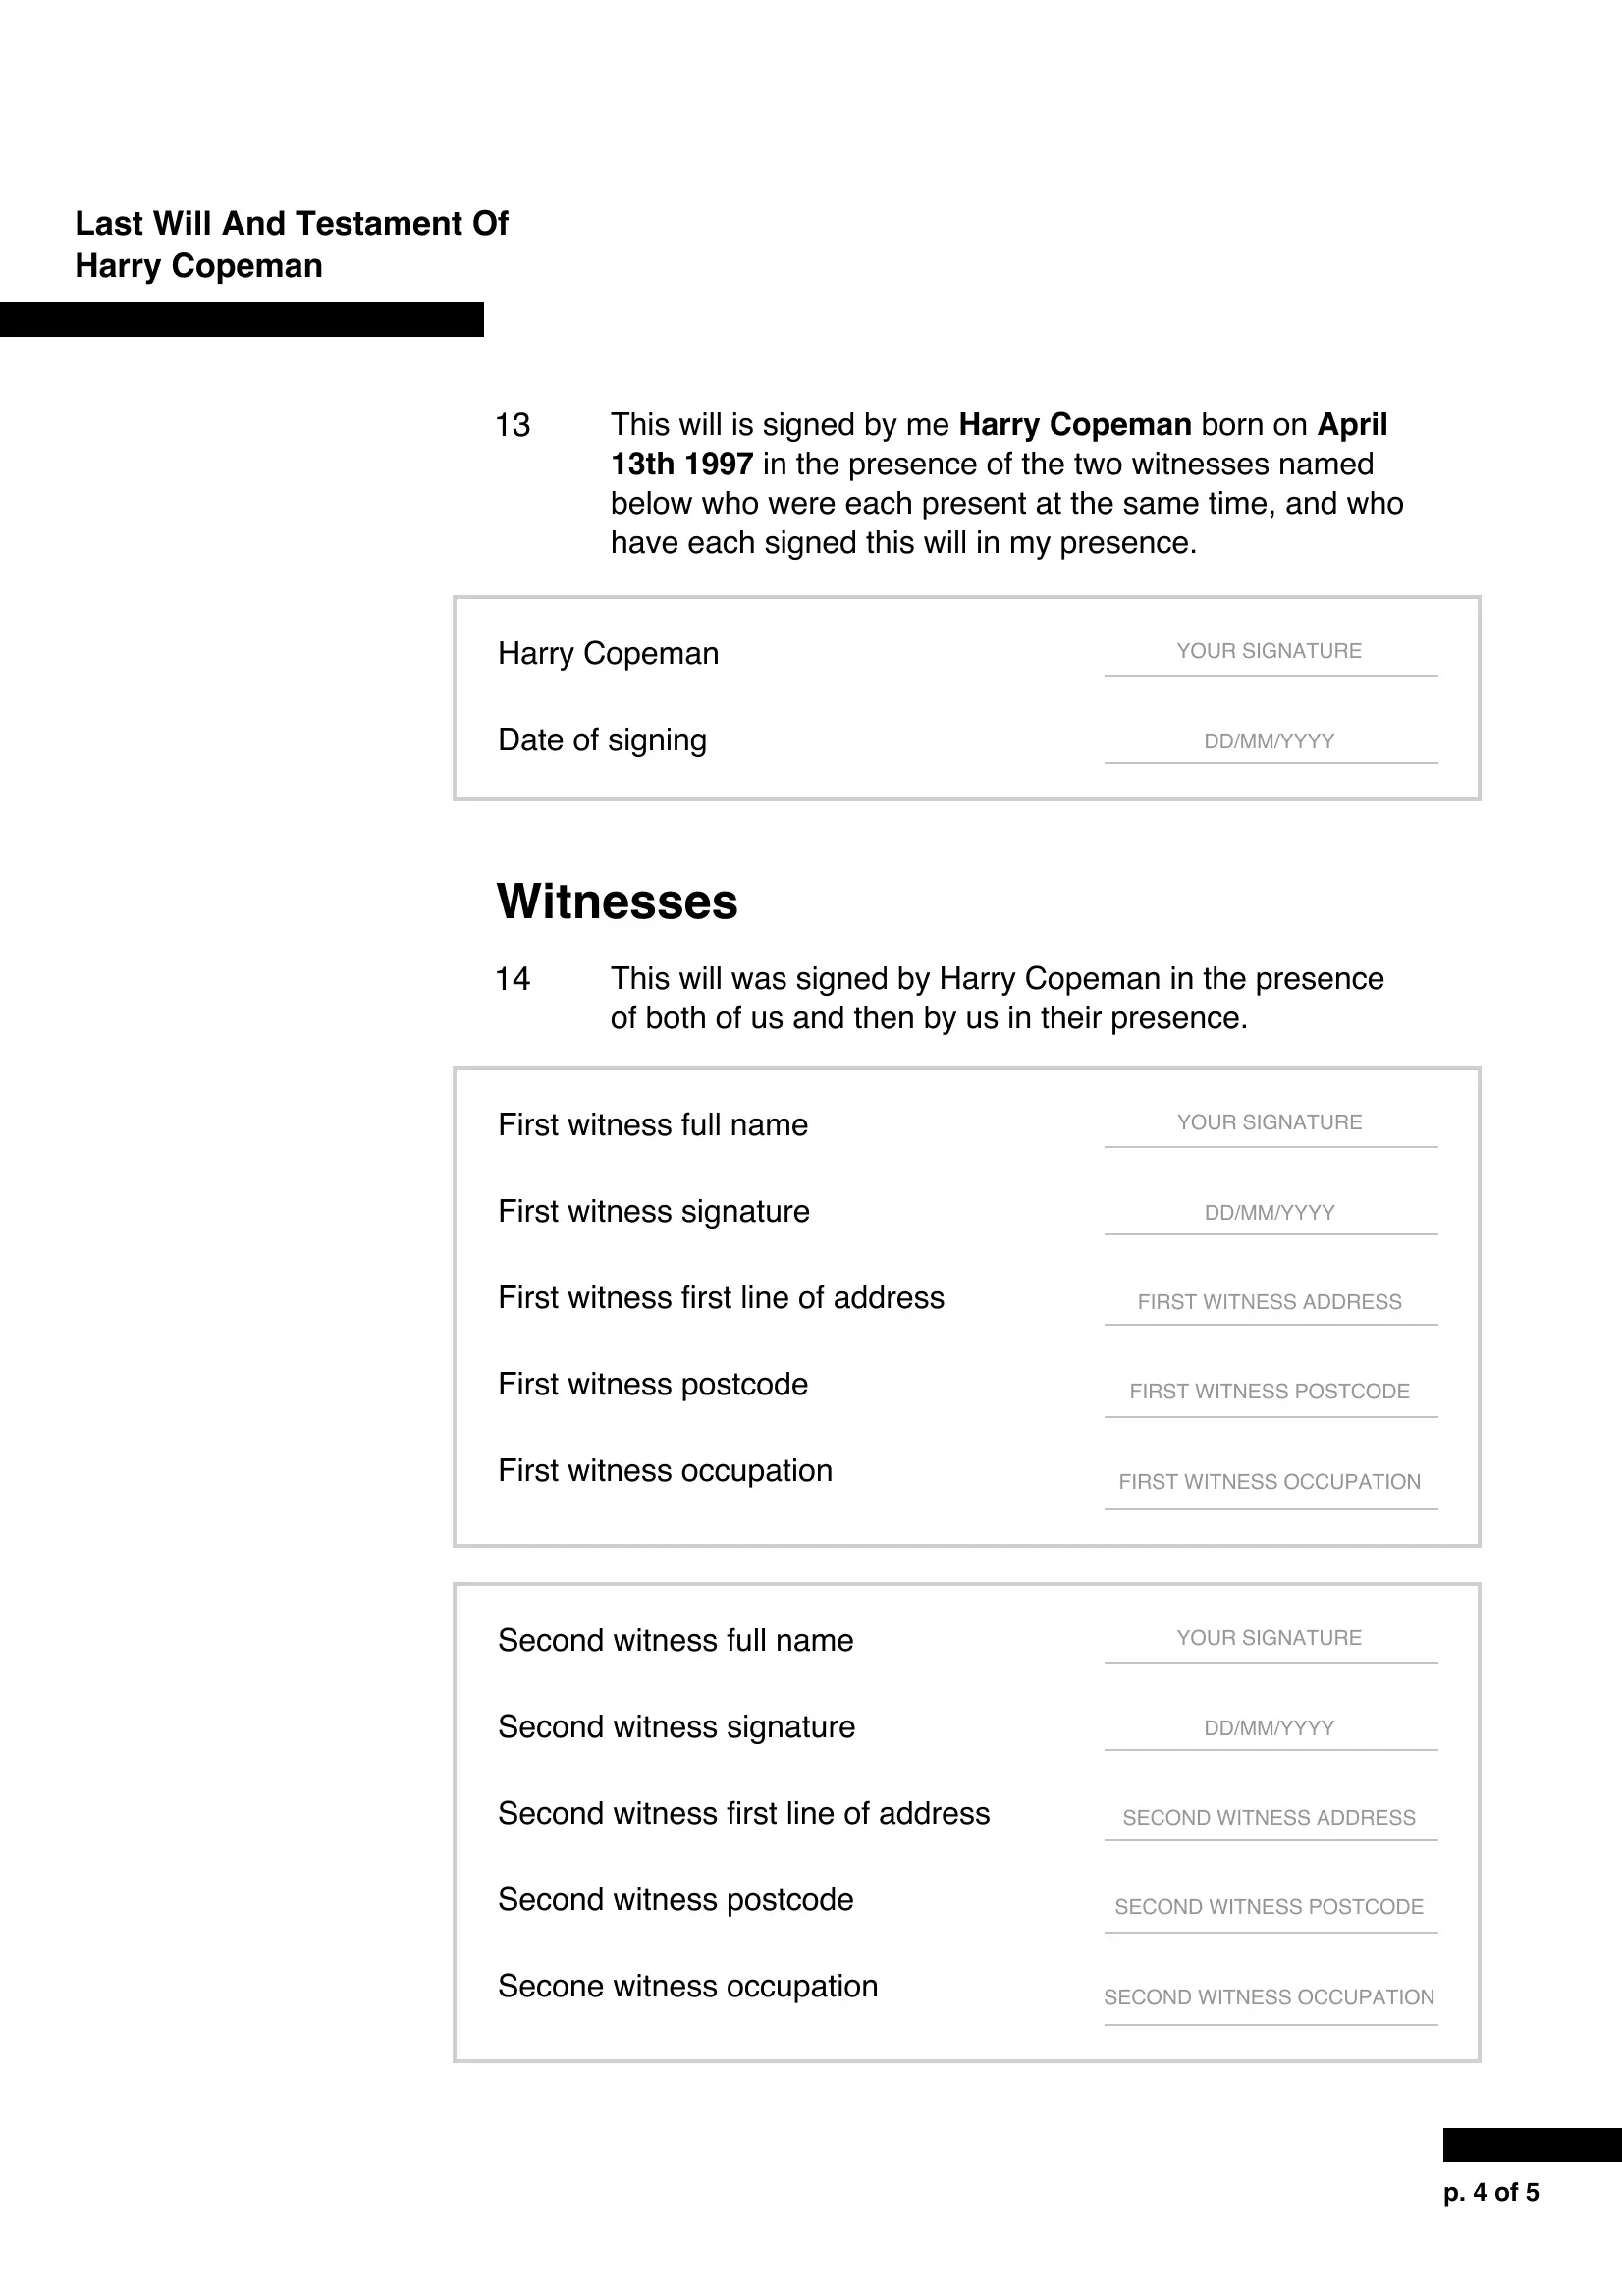 Last Will And Testament Of
Harry Copeman
13 This will is signed by me Harry Copeman born on April
13th 1997 in the presence of the two witnesses named
below who were each present at the same time, and who
have each signed this will in my presence.
Harry Copeman YOUR SIGNATURE
Date of signing DD/MM/YYYY
Witnesses
14 This will was signed by Harry Copeman in the presence
of both of us and then by us in their presence.
First witness full name YOUR SIGNATURE
First witness signature DD/MM/YYYY
First witness first line of address FIRST WITNESS ADDRESS
First witness postcode FIRST WITNESS POSTCODE
First witness occupation FIRST WITNESS OCCUPATION
Second witness full name YOUR SIGNATURE
Second witness signature DD/MM/YYYY
Second witness first line of address SECOND WITNESS ADDRESS
Second witness postcode SECOND WITNESS POSTCODE
Secone witness occupation SECOND WITNESS OCCUPATION
p. 4 of 5